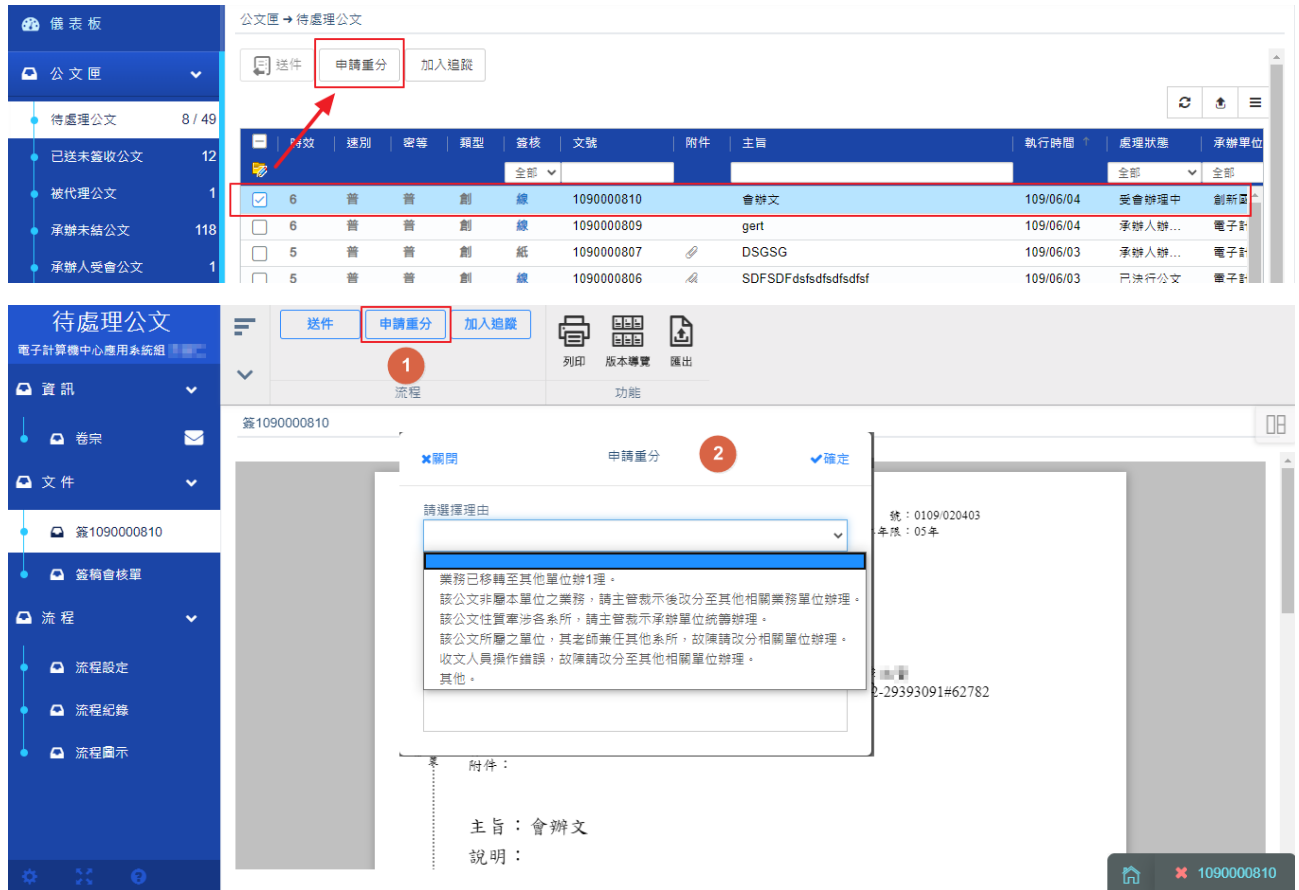 儀表板
公文匣
待處理公文 8 / 49
已送未簽收公文 12
被代理公文 1
承辦未結公文 118
承辦人受會公文 1
公文匣 ➔ 待處理公文
送件 申請重分 加入追蹤
時效 速別 密等 類型 簽核 文號 附件 主旨 執行時間 ↑ 處理狀態 承辦單位
全部 全部 全部
6 普 普 創 線 1090000810 會辦文 109/06/04 受會辦理中
6 普 普 創 線 1090000809 gert 109/06/04 承辦人辦...
5 普 普 創 紙 1090000807 DSGSG 109/06/03 承辦人辦...
5 普 普 創 線 1090000806 SDFSDFdsfsdfsdfsdfsf 109/06/03 已決行公文
待處理公文
電子計算機中心應用系統組
資訊
卷宗
文件
簽1090000810
簽稿會核單
流程
流程設定
流程紀錄
流程圖示
送件 申請重分 加入追蹤
1
列印 版本導覽 匯出
流程 功能
簽1090000810
✖關閉 申請重分 2 ✔確定
請選擇理由
業務已移轉至其他單位辦1理。
該公文非屬本單位之業務，請主管裁示後改分至其他相關業務單位辦理。
該公文性質牽涉各系所，請主管裁示承辦單位統籌辦理。
該公文所屬之單位，其老師兼任其他系所，故陳請改分相關單位辦理。
收文人員操作錯誤，故陳請改分至其他相關單位辦理。
其他。
號：0109/020403
年限：05年
2-29393091#62782
附件：
主旨：會辦文
說明：
✖ 1090000810